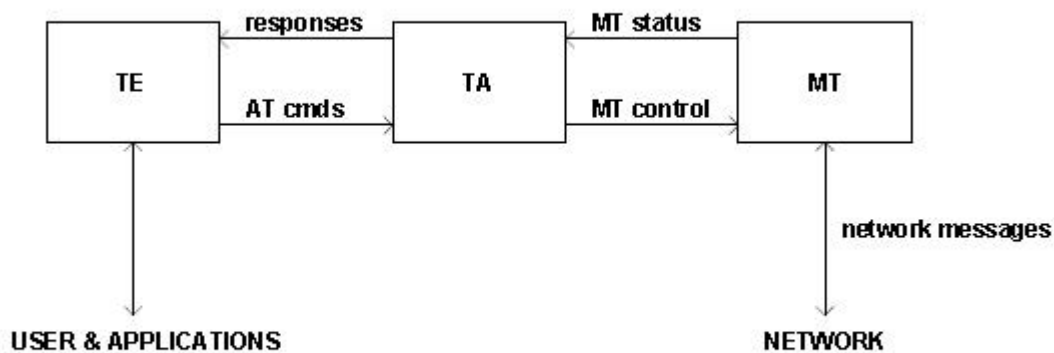 responses
MT status
TE
TA
MT
AT cmds
MT control
network messages
USER & APPLICATIONS
NETWORK